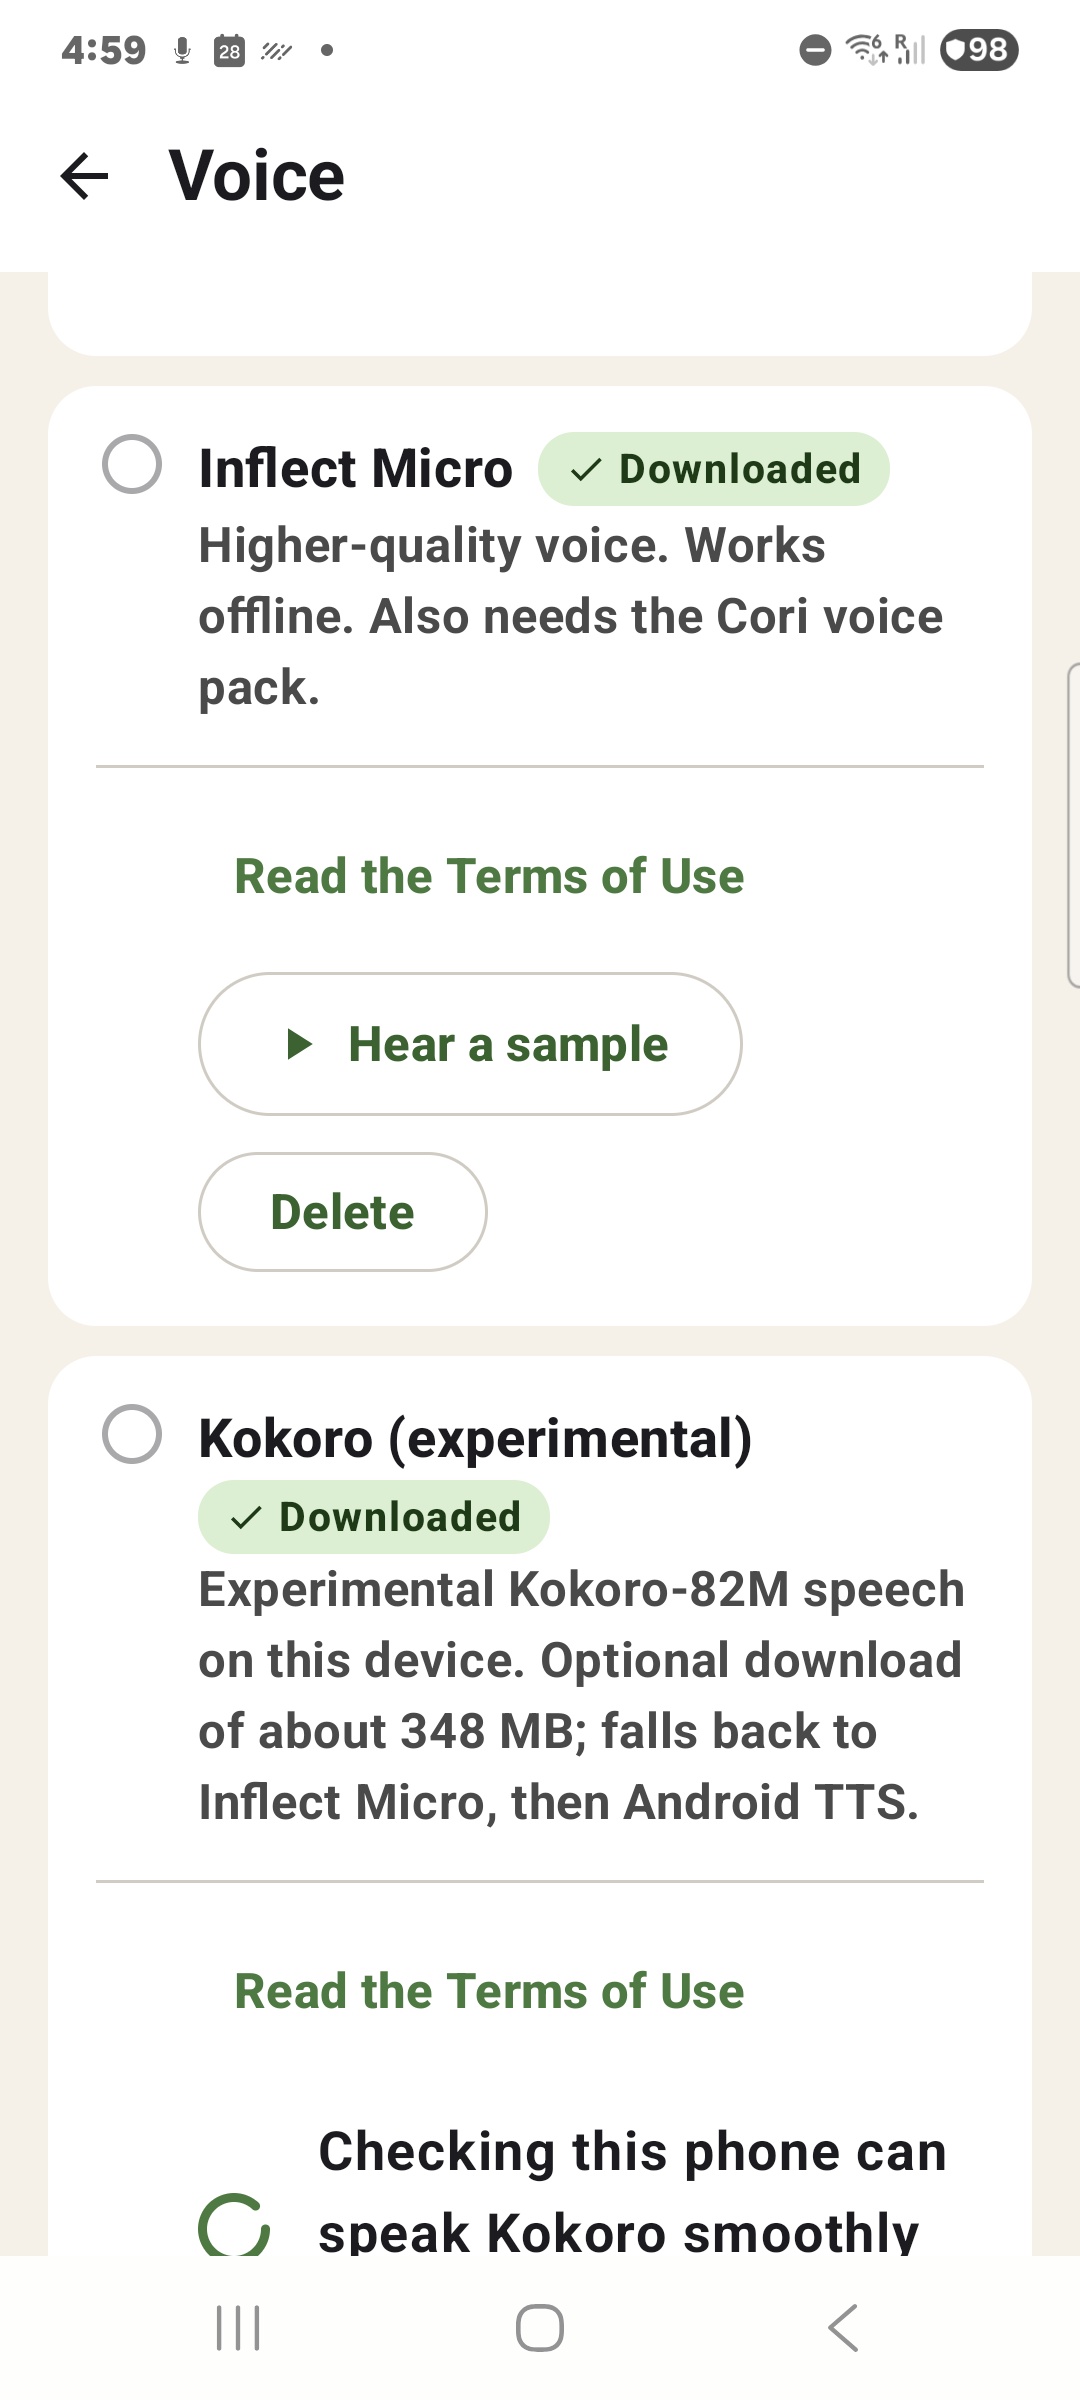 4:59
28
6
R
98
Voice
Inflect Micro
Downloaded
Higher-quality voice. Works
offline. Also needs the Cori voice
pack.
Read the Terms of Use
Hear a sample
Delete
Kokoro (experimental)
Downloaded
Experimental Kokoro-82M speech
on this device. Optional download
of about 348 MB; falls back to
Inflect Micro, then Android TTS.
Read the Terms of Use
Checking this phone can
speak Kokoro smoothly